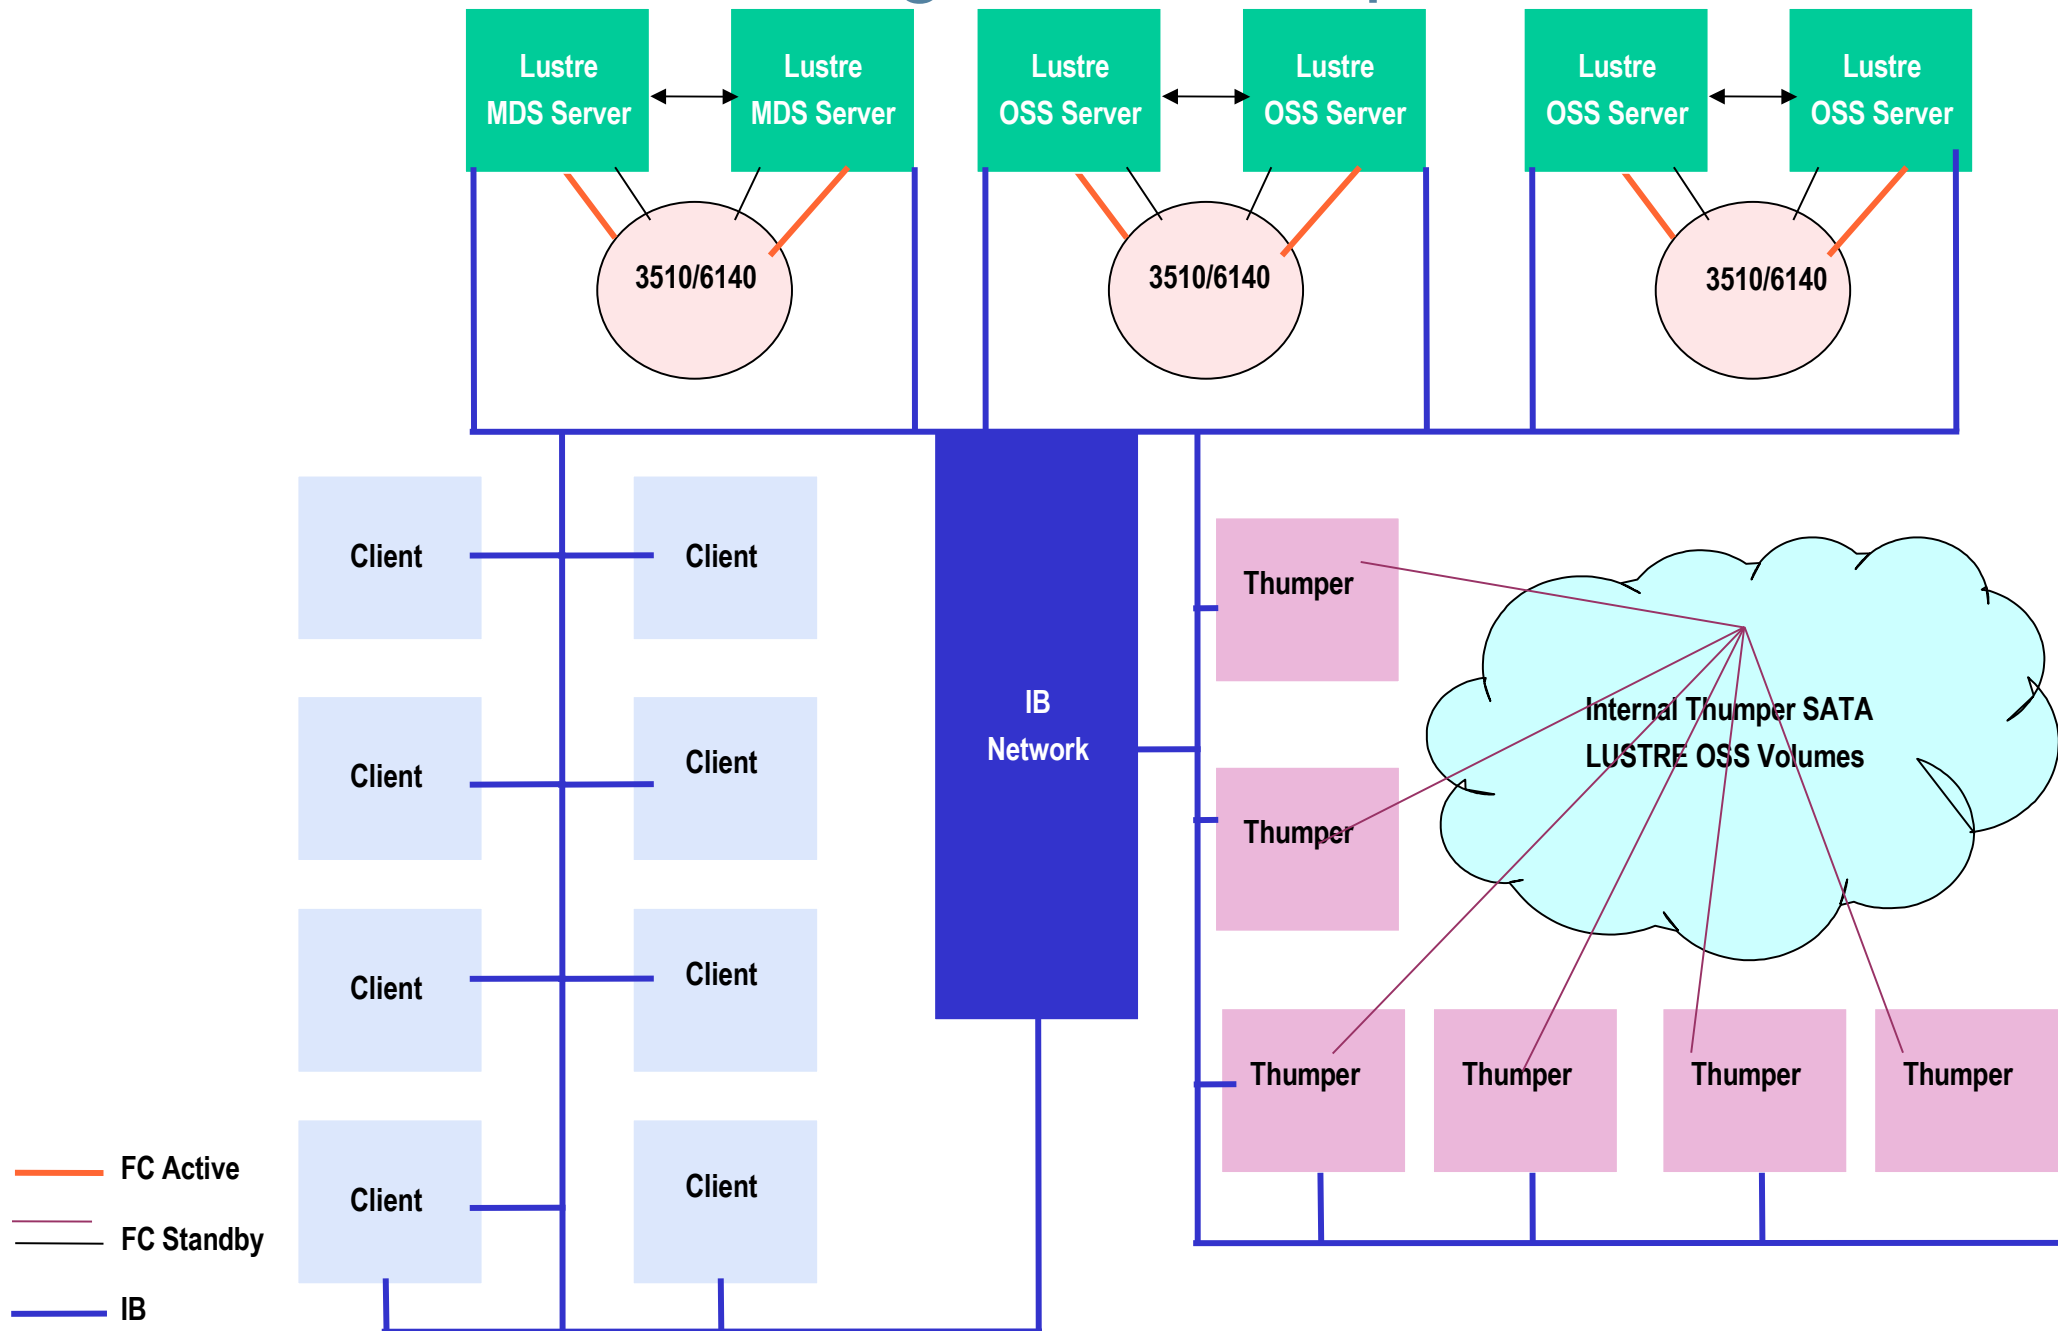 Lustre
MDS Server
Lustre
MDS Server
Lustre
OSS Server
Lustre
OSS Server
Lustre
OSS Server
Lustre
OSS Server
3510/6140
3510/6140
3510/6140
Client
Client
Client
Client
Client
Client
Client
Client
IB
Network
Thumper
Thumper
Internal Thumper SATA
LUSTRE OSS Volumes
Thumper
Thumper
Thumper
Thumper
FC Active
FC Standby
IB